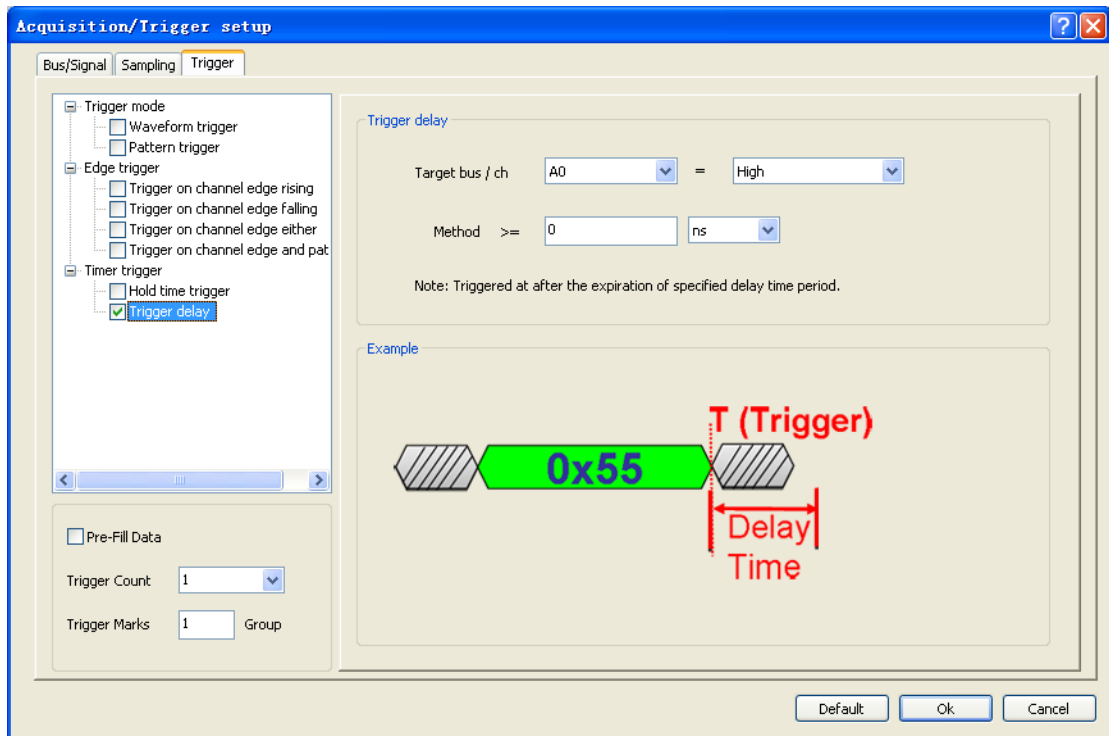 Acquisition/Trigger setup
Bus/Signal Sampling Trigger
Trigger mode
Waveform trigger
Pattern trigger
Edge trigger
Trigger on channel edge rising
Trigger on channel edge falling
Trigger on channel edge either
Trigger on channel edge and pat
Timer trigger
Hold time trigger
Trigger delay
Pre-Fill Data
Trigger Count 1
Trigger Marks 1 Group
Trigger delay
Target bus / ch A0 = High
Method >= 0 ns
Note: Triggered at after the expiration of specified delay time period.
Example
T (Trigger)
0x55
Delay
Time
Default Ok Cancel